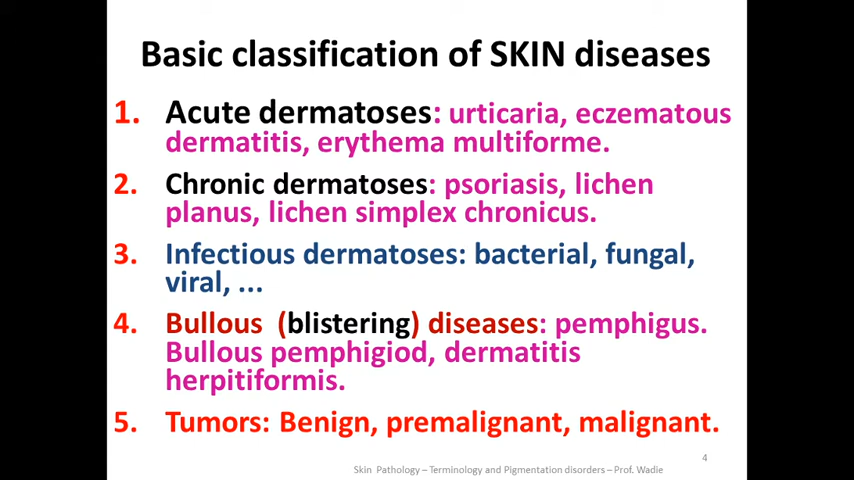 Basic classification of SKIN diseases
1. Acute dermatoses: urticaria, eczematous
dermatitis, erythema multiforme.
2. Chronic dermatoses: psoriasis, lichen
planus, lichen simplex chronicus.
3. Infectious dermatoses: bacterial, fungal,
viral, ...
4. Bullous (blistering) diseases: pemphigus.
Bullous pemphigiod, dermatitis
herpitiformis.
5. Tumors: Benign, premalignant, malignant.
4
Skin Pathology – Terminology and Pigmentation disorders – Prof. Wadie